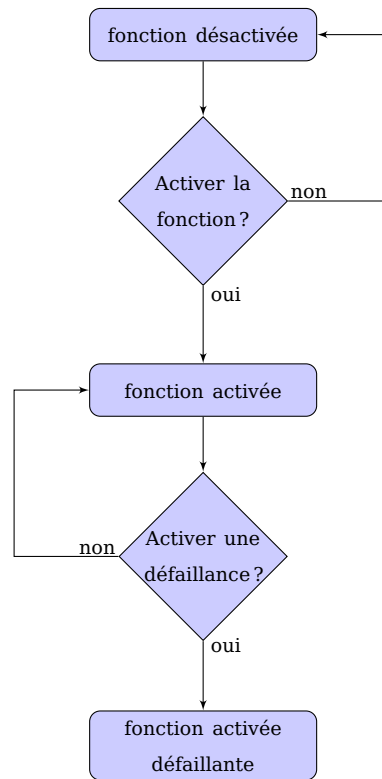 fonction désactivée
Activer la
fonction ?
non
oui
fonction activée
Activer une
défaillance ?
non
oui
fonction activée
défaillante